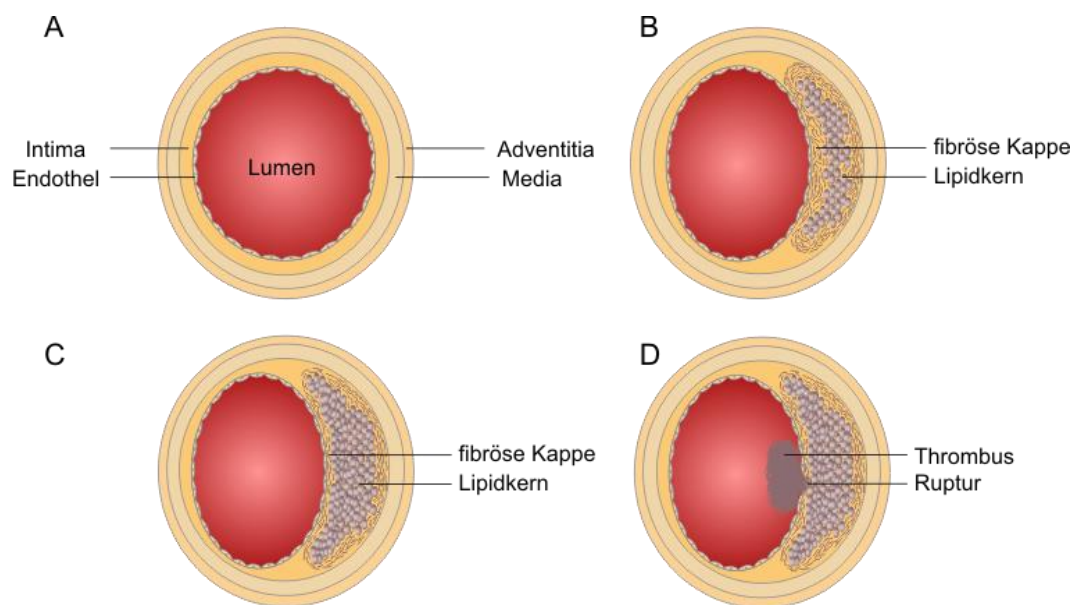 A
B
Intima
Endothel
Lumen
Adventitia
Media
fibröse Kappe
Lipidkern
C
D
fibröse Kappe
Lipidkern
Thrombus
Ruptur